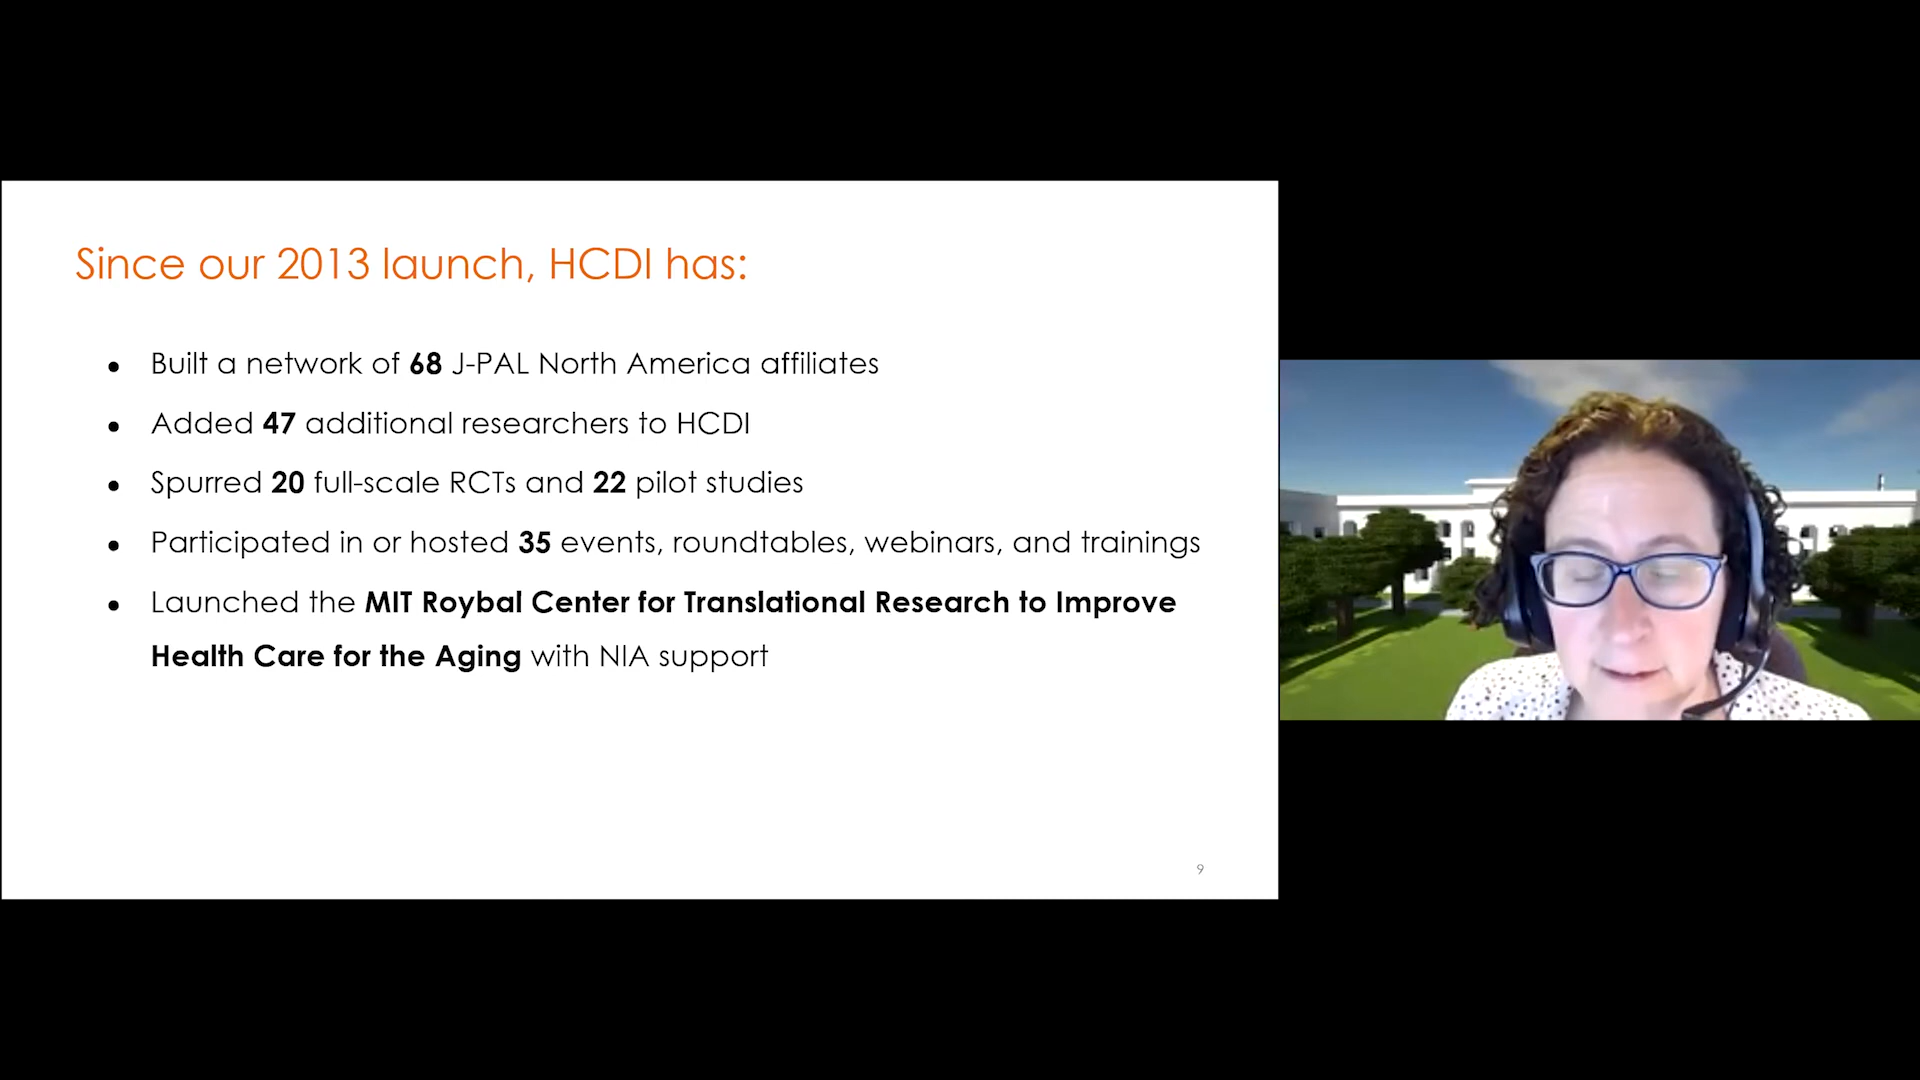 Since our 2013 launch, HCDI has:
• Built a network of 68 J-PAL North America affiliates
• Added 47 additional researchers to HCDI
• Spurred 20 full-scale RCTs and 22 pilot studies
• Participated in or hosted 35 events, roundtables, webinars, and trainings
• Launched the MIT Roybal Center for Translational Research to Improve
Health Care for the Aging with NIA support
9